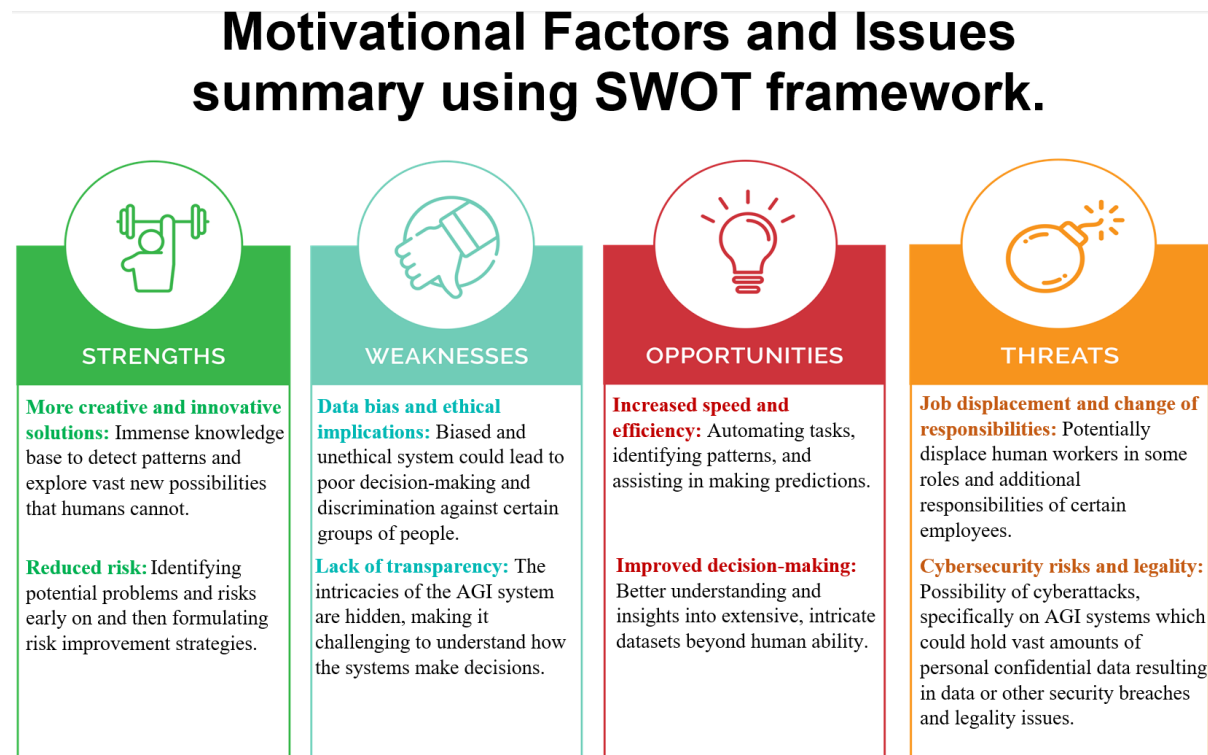 Motivational Factors and Issues
summary using SWOT framework.
STRENGTHS
More creative and innovative
solutions: Immense knowledge
base to detect patterns and
explore vast new possibilities
that humans cannot.
Reduced risk: Identifying
potential problems and risks
early on and then formulating
risk improvement strategies.
WEAKNESSES
Data bias and ethical
implications: Biased and
unethical system could lead to
poor decision-making and
discrimination against certain
groups of people.
Lack of transparency: The
intricacies of the AGI system
are hidden, making it
challenging to understand how
the systems make decisions.
OPPORTUNITIES
Increased speed and
efficiency: Automating tasks,
identifying patterns, and
assisting in making predictions.
Improved decision-making:
Better understanding and
insights into extensive, intricate
datasets beyond human ability.
THREATS
Job displacement and change of
responsibilities: Potentially
displace human workers in some
roles and additional
responsibilities of certain
employees.
Cybersecurity risks and legality:
Possibility of cyberattacks,
specifically on AGI systems which
could hold vast amounts of
personal confidential data resulting
in data or other security breaches
and legality issues.